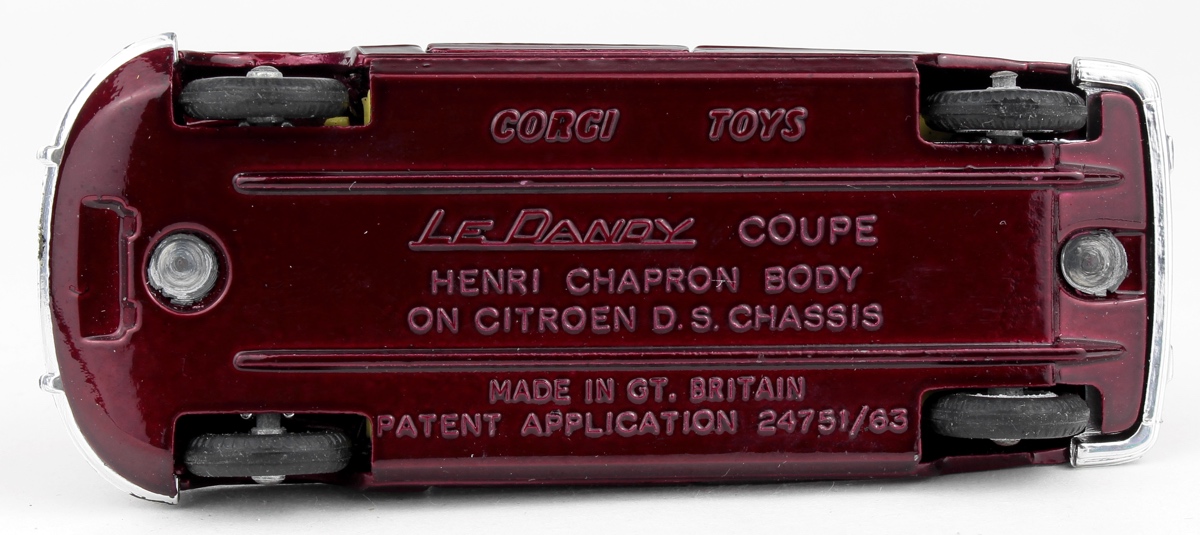 CORGI TOYS
LE DANDY COUPE
HENRI CHAPRON BODY
ON CITROEN D.S. CHASSIS
MADE IN GT. BRITAIN
PATENT APPLICATION 24751/63